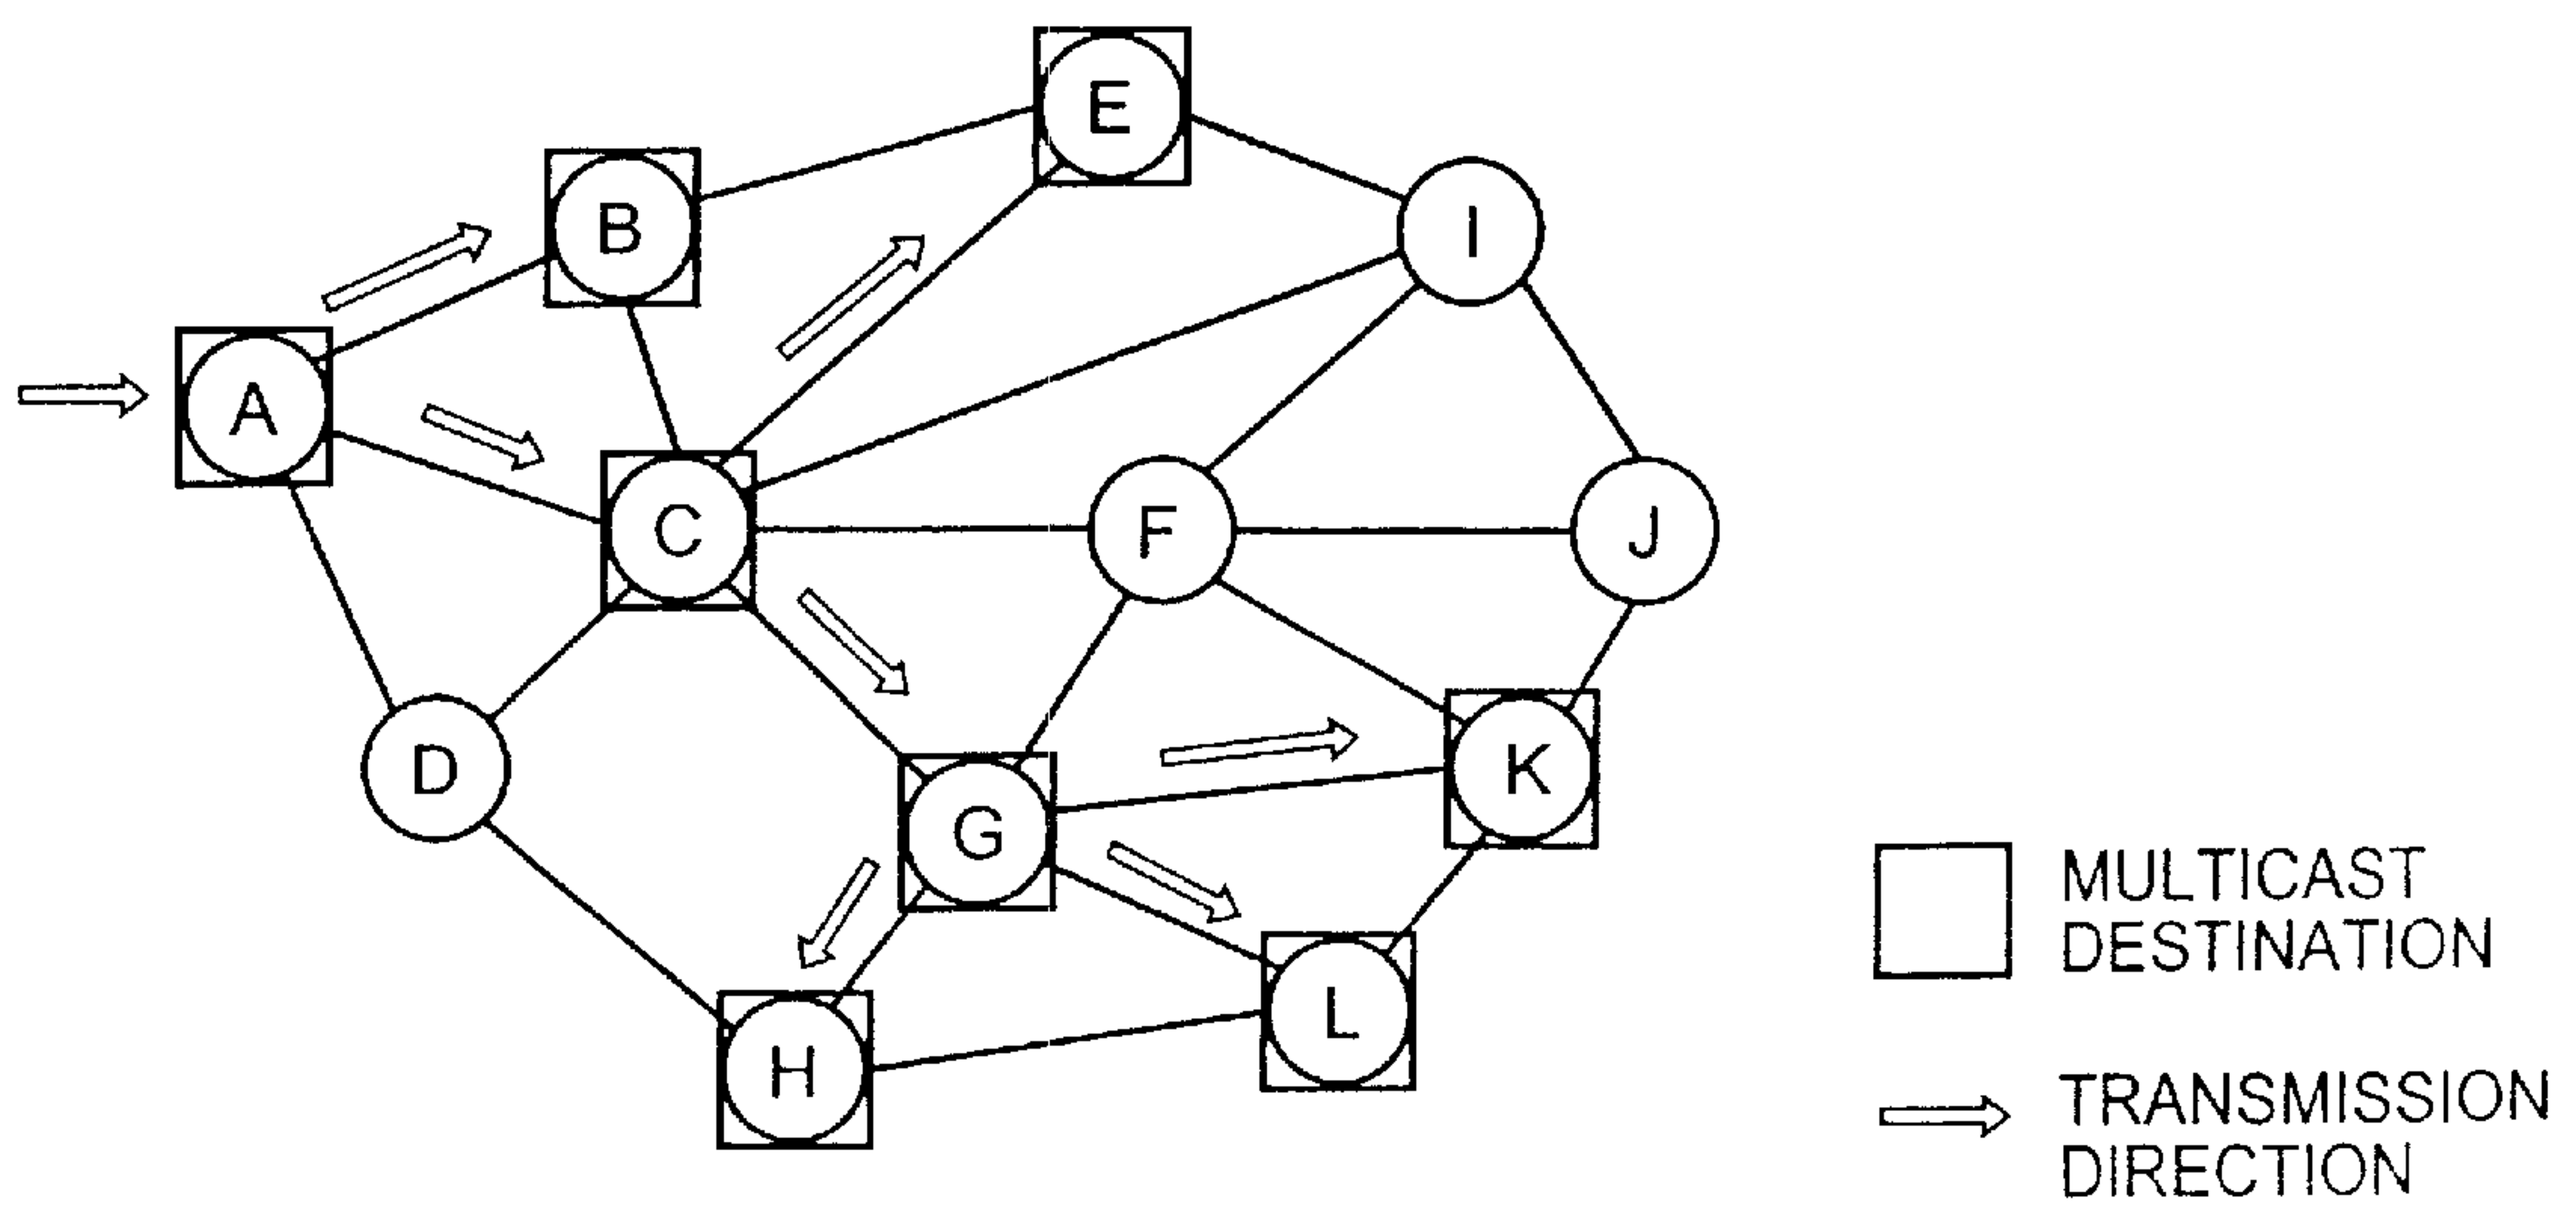 E
B
I
A
C
F
J
D
K
G
L
H
MULTICAST
DESTINATION
TRANSMISSION
DIRECTION